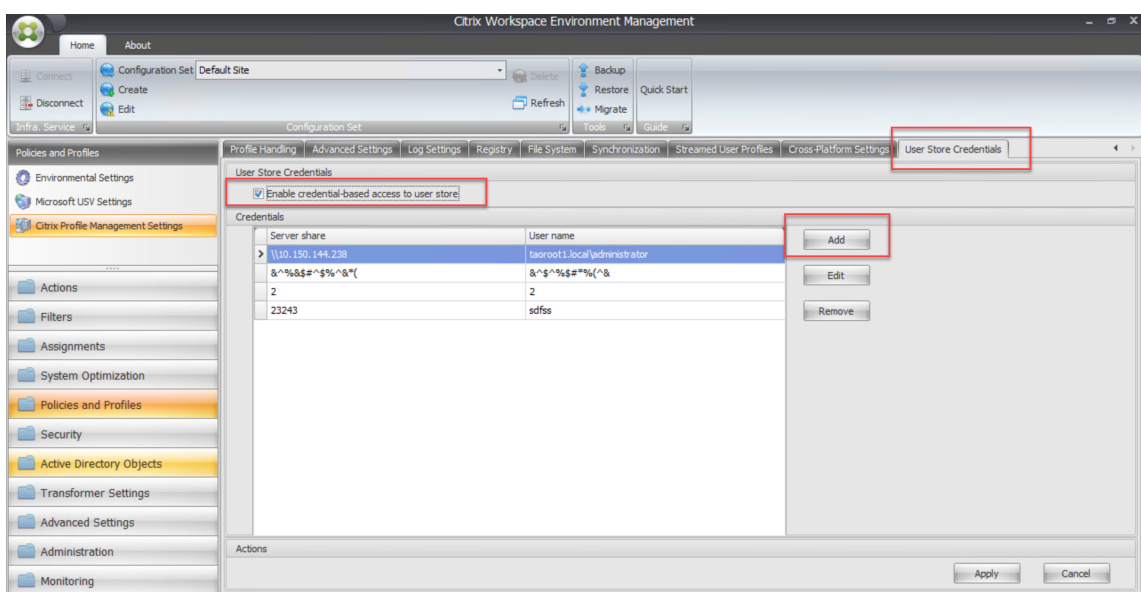 Citrix Workspace Environment Management
Home About
Connect
Disconnect
Infra. Service
Configuration Set Default Site
Create
Edit
Delete
Refresh
Configuration Set
Backup
Restore
Migrate
Tools
Quick Start
Guide
Policies and Profiles
Environmental Settings
Microsoft USV Settings
Citrix Profile Management Settings
Actions
Filters
Assignments
System Optimization
Policies and Profiles
Security
Active Directory Objects
Transformer Settings
Advanced Settings
Administration
Monitoring
Profile Handling Advanced Settings Log Settings Registry File System Synchronization Streamed User Profiles Cross-Platform Settings User Store Credentials
User Store Credentials
Enable credential-based access to user store
Credentials
Server share User name
\\10.150.144.238 taoroot1.local\administrator
&^%&$#^$%^&*( &^$^%$#*%(^&
2 2
23243 sdfss
Add
Edit
Remove
Actions
Apply Cancel